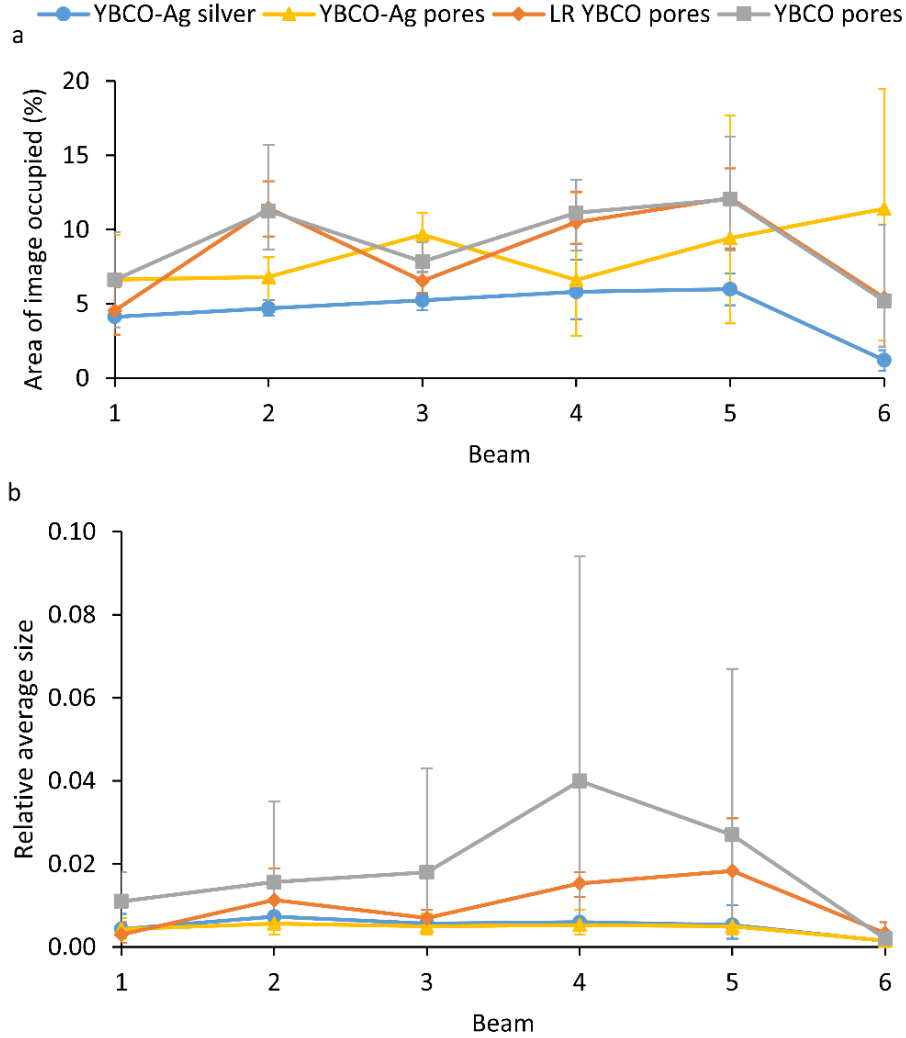 YBCO-Ag silver YBCO-Ag pores LR YBCO pores YBCO pores
a
Area of image occupied (%)
20
15
10
5
0
1 2 3 4 5 6
Beam
b
Relative average size
0.10
0.08
0.06
0.04
0.02
0.00
1 2 3 4 5 6
Beam